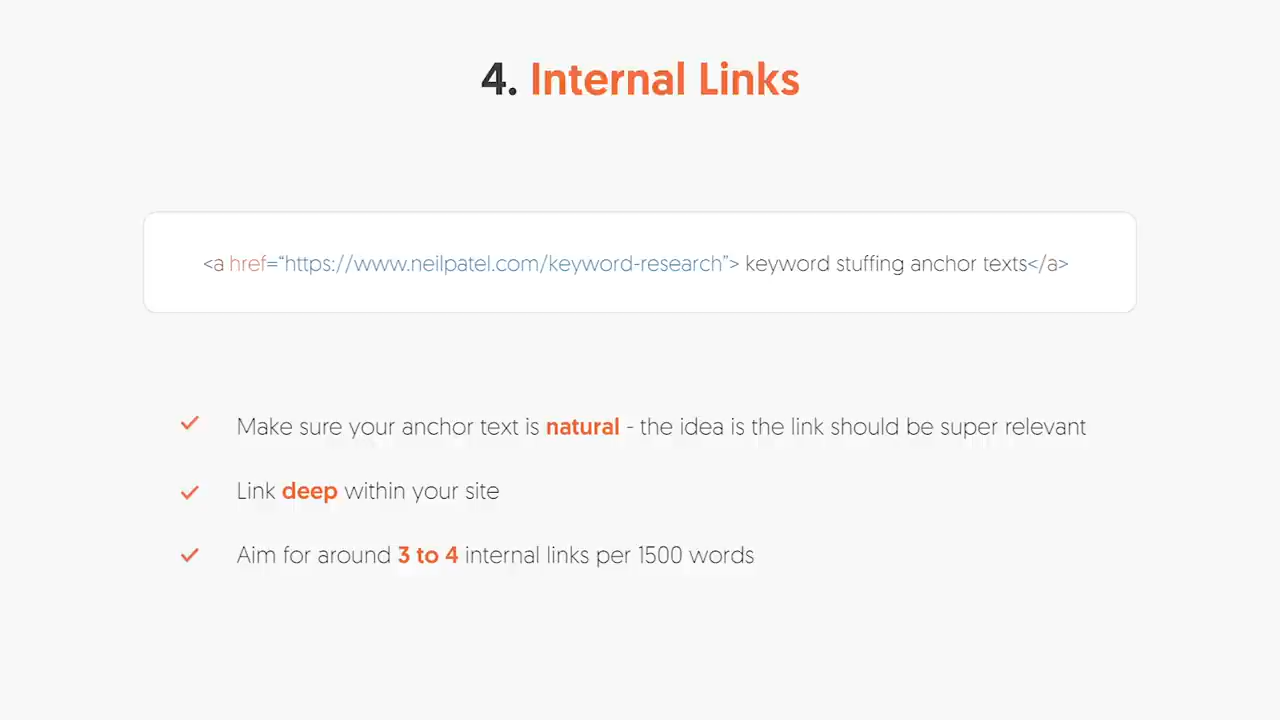 4. Internal Links
<a href=“https://www.neilpatel.com/keyword-research”> keyword stuffing anchor texts</a>
Make sure your anchor text is natural - the idea is the link should be super relevant
Link deep within your site
Aim for around 3 to 4 internal links per 1500 words